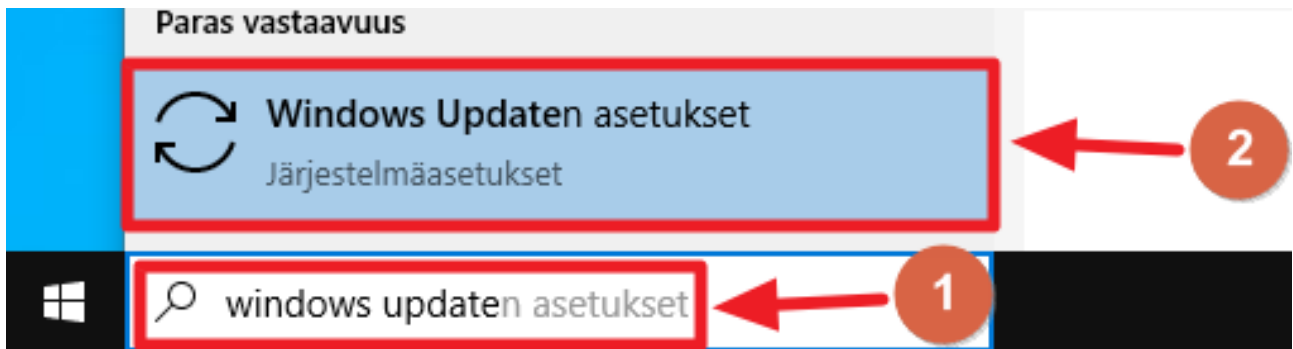 Paras vastaavuus
Windows Updaten asetukset
Järjestelmäasetukset
2
windows updaten asetukset
1